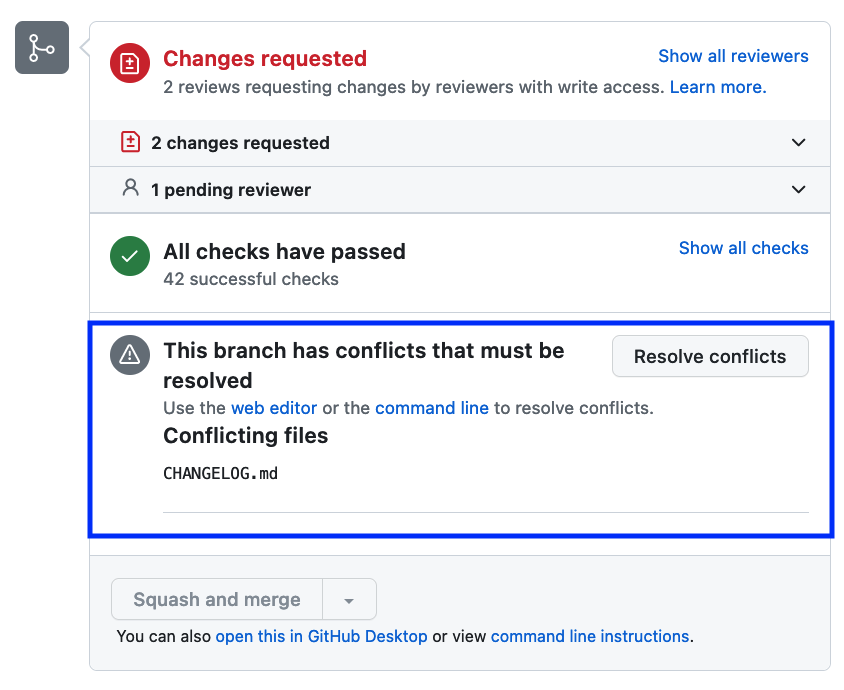 Changes requested
Show all reviewers
2 reviews requesting changes by reviewers with write access. Learn more.
2 changes requested
1 pending reviewer
All checks have passed
Show all checks
42 successful checks
This branch has conflicts that must be
resolved
Resolve conflicts
Use the web editor or the command line to resolve conflicts.
Conflicting files
CHANGELOG.md
Squash and merge
You can also open this in GitHub Desktop or view command line instructions.